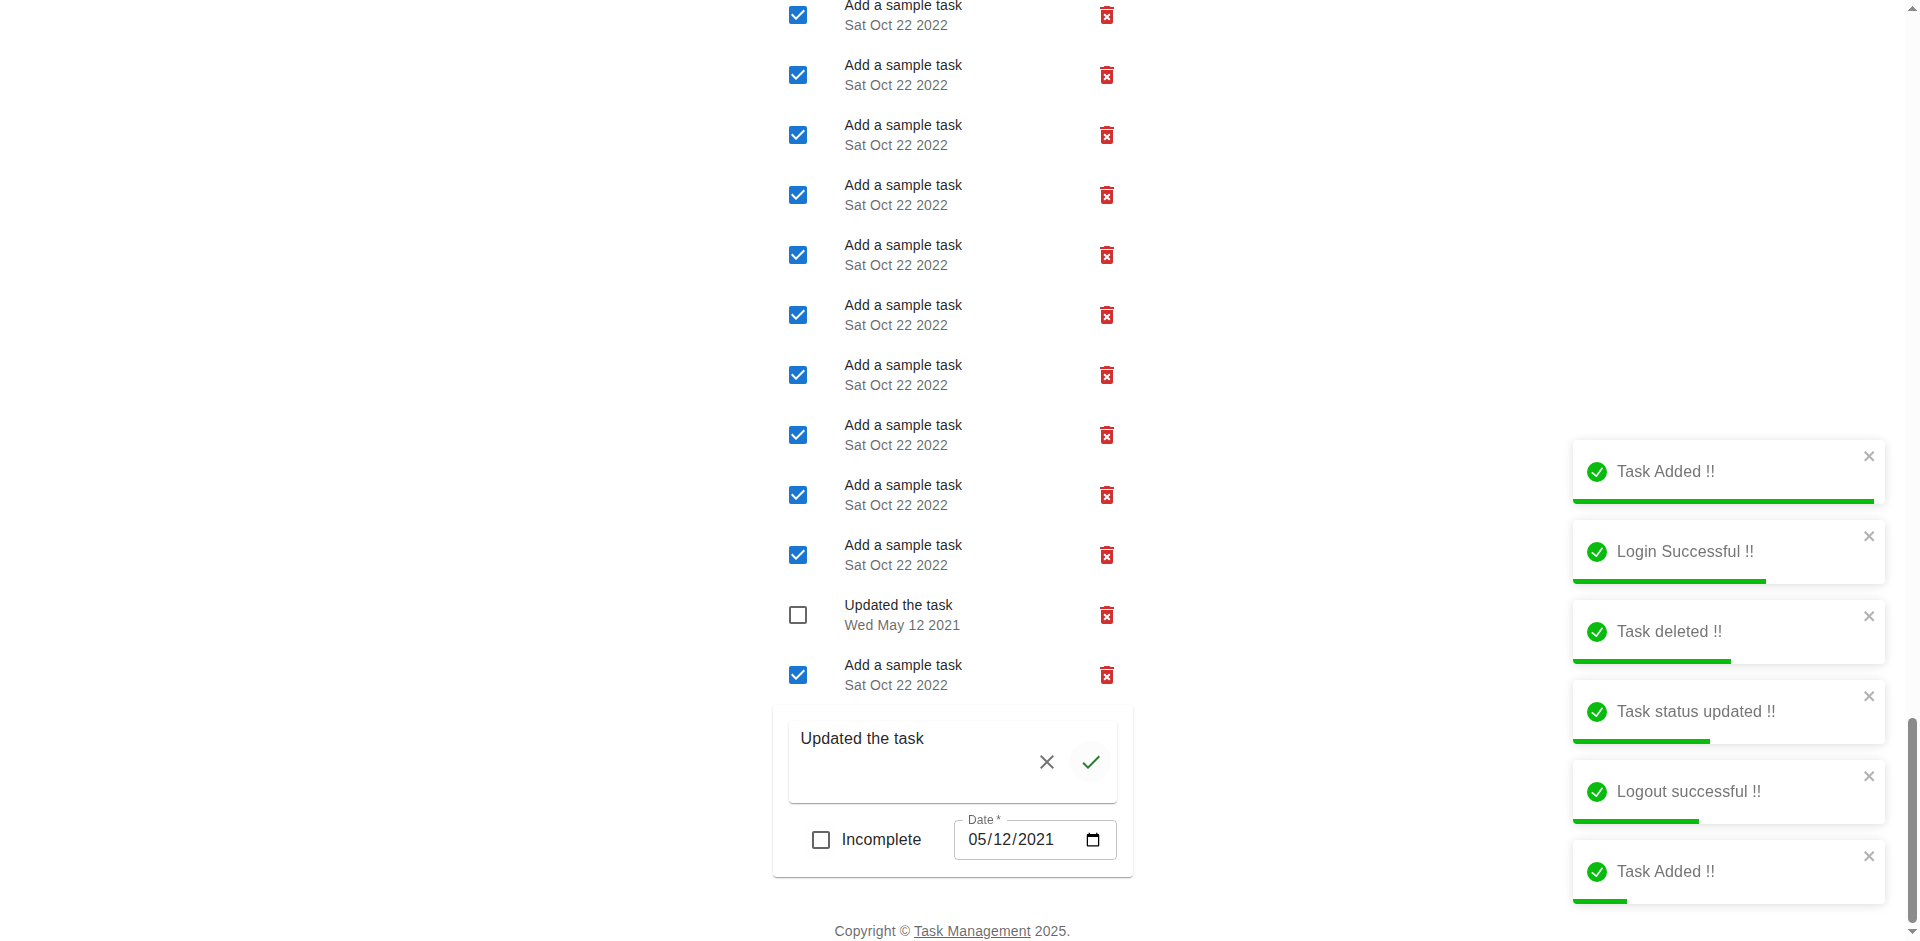 Add a sample task
Sat Oct 22 2022
Add a sample task
Sat Oct 22 2022
Add a sample task
Sat Oct 22 2022
Add a sample task
Sat Oct 22 2022
Add a sample task
Sat Oct 22 2022
Add a sample task
Sat Oct 22 2022
Add a sample task
Sat Oct 22 2022
Add a sample task
Sat Oct 22 2022
Add a sample task
Sat Oct 22 2022
Add a sample task
Sat Oct 22 2022
Updated the task
Wed May 12 2021
Add a sample task
Sat Oct 22 2022
Updated the task
Incomplete
Date *
05/12/2021
Copyright © Task Management 2025.
Task Added !!
Login Successful !!
Task deleted !!
Task status updated !!
Logout successful !!
Task Added !!